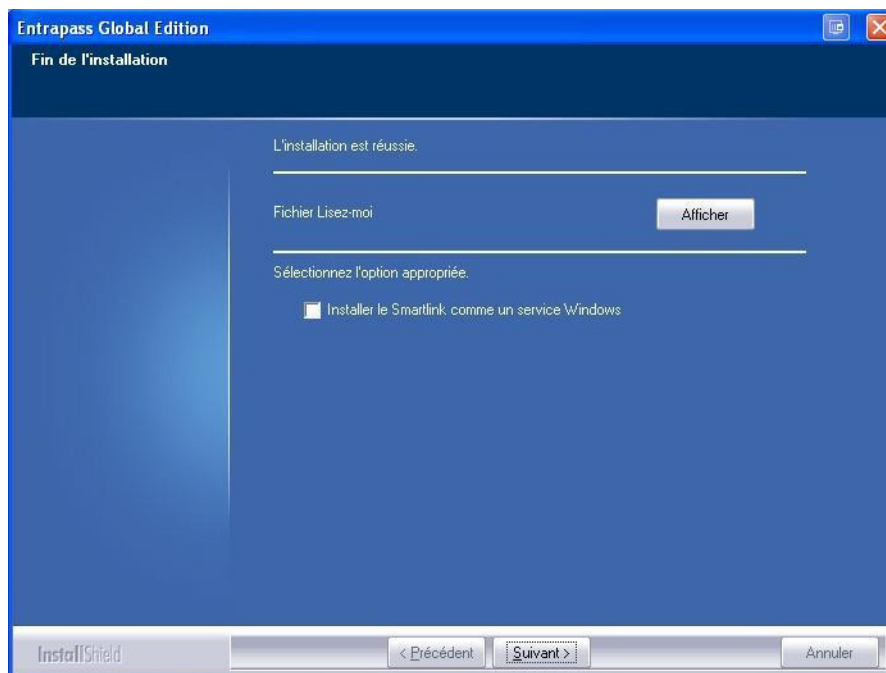 Entrapass Global Edition
Fin de l'installation
L'installation est réussie.
Fichier Lisez-moi
Afficher
Sélectionnez l'option appropriée.
Installer le Smartlink comme un service Windows
InstallShield
< Précédent
Suivant >
Annuler